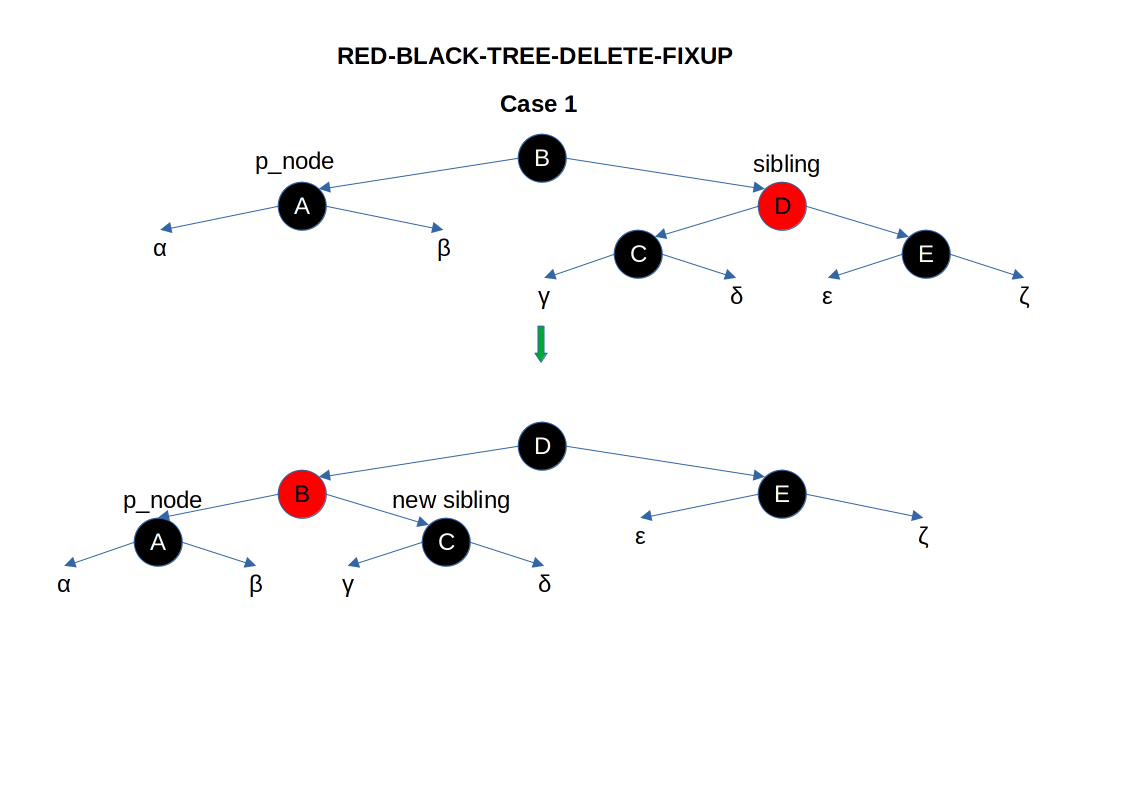 RED-BLACK-TREE-DELETE-FIXUP
Case 1
B
p_node
sibling
A
D
α
β
C
E
γ
δ
ε
ζ
D
p_node
B
new sibling
E
A
C
ε
ζ
α
β
γ
δ